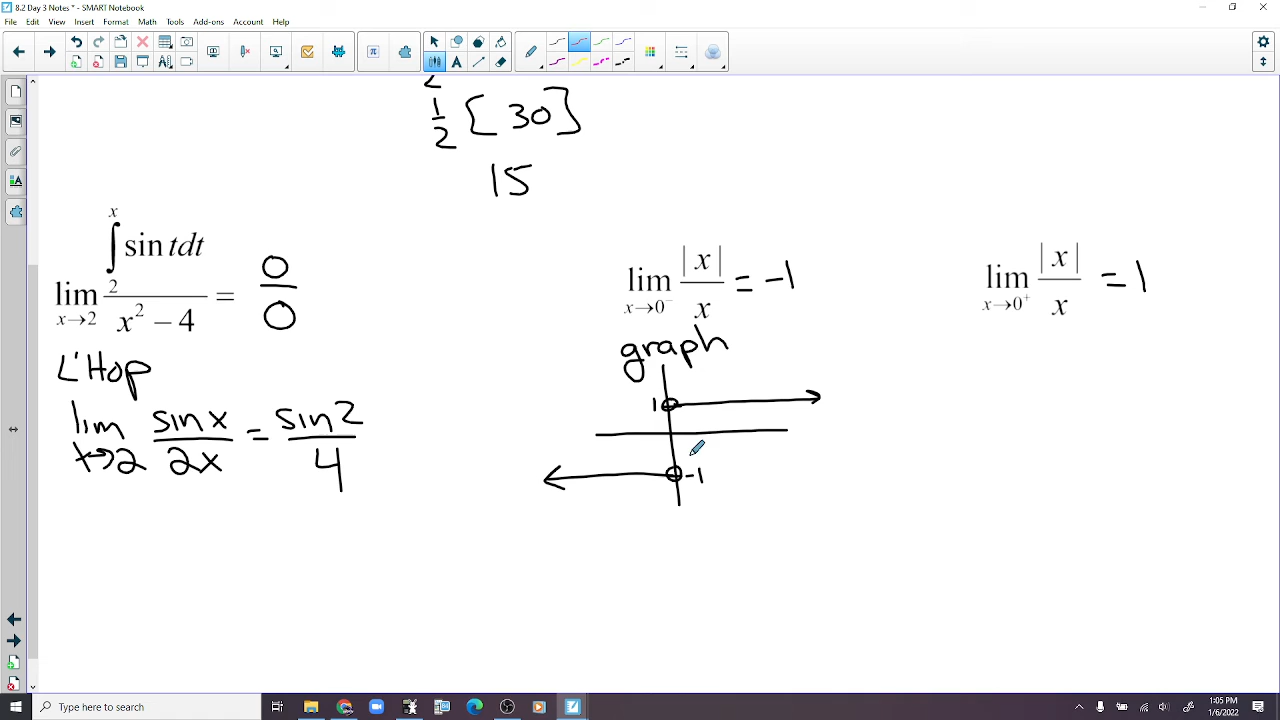 8.2 Day 3 Notes * - SMART Notebook
File Edit View Insert Format Math Tools Add-ons Account Help
1/2 [30]
15
lim x→2 ∫ 2 x sin tdt / x² − 4 = 0/0
L'Hop
lim x→2 sin x / 2x = sin 2 / 4
lim x→0⁻ |x| / x = -1
graph
1
-1
lim x→0⁺ |x| / x = 1
Type here to search
1:05 PM
1/6/2022